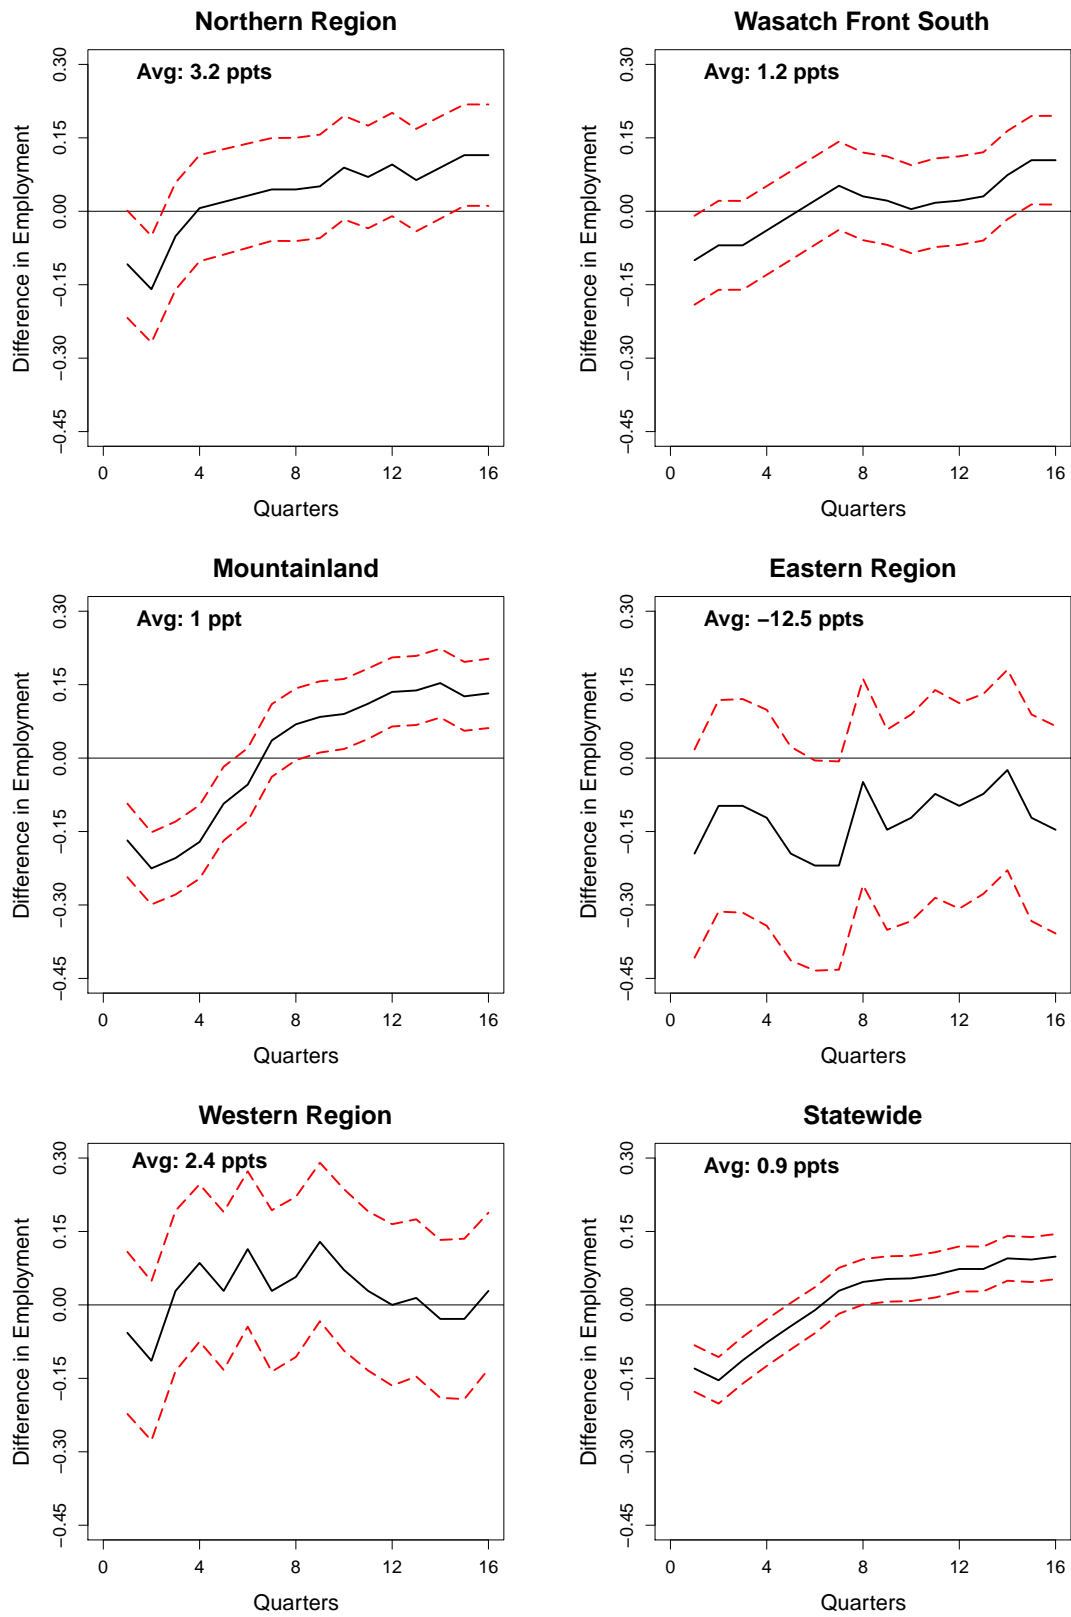 Northern Region
Avg: 3.2 ppts
Difference in Employment
0.30
0.15
0.00
−0.15
−0.30
−0.45
0 4 8 12 16
Quarters
Wasatch Front South
Avg: 1.2 ppts
Difference in Employment
0.30
0.15
0.00
−0.15
−0.30
−0.45
0 4 8 12 16
Quarters
Mountainland
Avg: 1 ppt
Difference in Employment
0.30
0.15
0.00
−0.15
−0.30
−0.45
0 4 8 12 16
Quarters
Eastern Region
Avg: −12.5 ppts
Difference in Employment
0.30
0.15
0.00
−0.15
−0.30
−0.45
0 4 8 12 16
Quarters
Western Region
Avg: 2.4 ppts
Difference in Employment
0.30
0.15
0.00
−0.15
−0.30
−0.45
0 4 8 12 16
Quarters
Statewide
Avg: 0.9 ppts
Difference in Employment
0.30
0.15
0.00
−0.15
−0.30
−0.45
0 4 8 12 16
Quarters